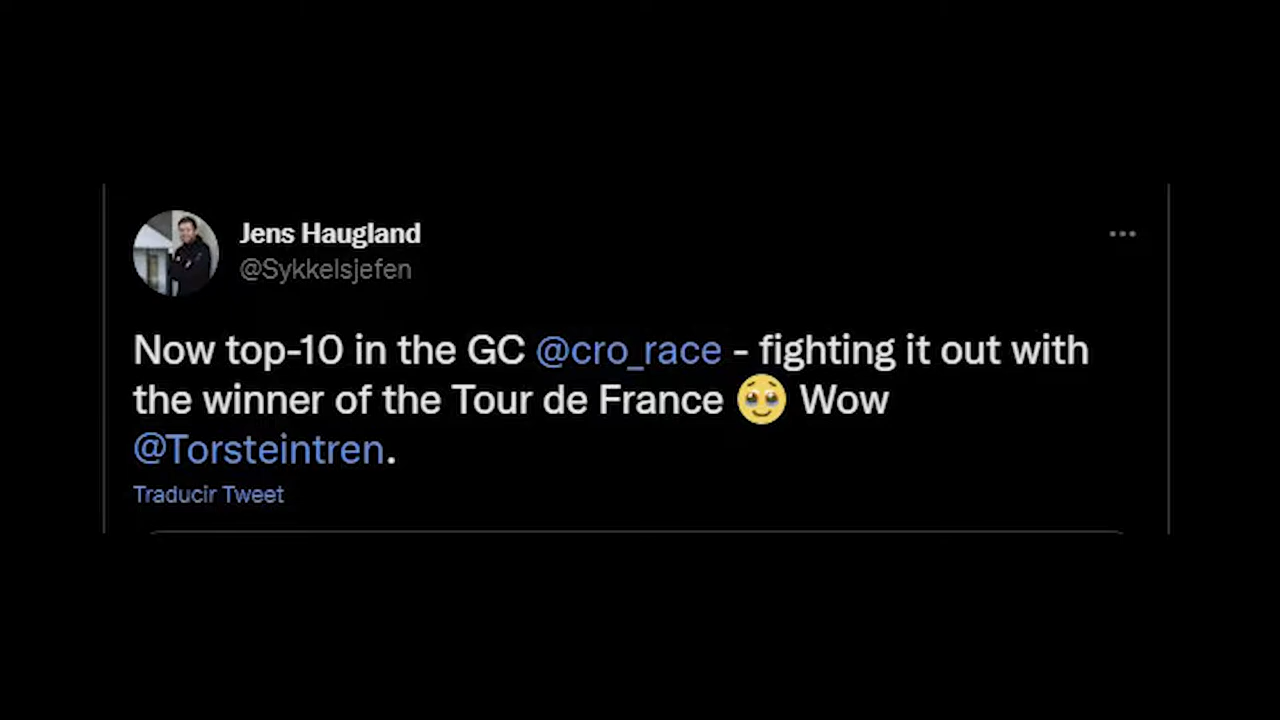 Jens Haugland
@Sykkelsjefen
Now top-10 in the GC @cro_race - fighting it out with
the winner of the Tour de France 🥹 Wow
@Torsteintren.
Traducir Tweet